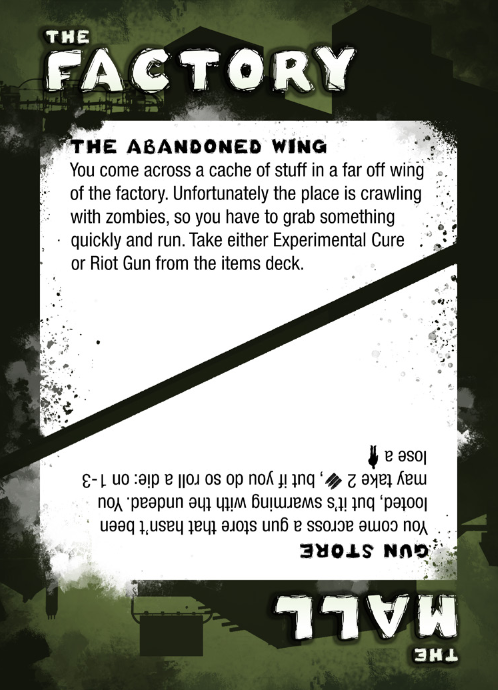 THE
FACTORY
THE ABANDONED WING
You come across a cache of stuff in a far off wing
of the factory. Unfortunately the place is crawling
with zombies, so you have to grab something
quickly and run. Take either Experimental Cure
or Riot Gun from the items deck.
THE
MALL
GUN STORE
You come across a gun store that hasn't been
looted, but it's swarming with the undead. You
may take 2 , but if you do so roll a die: on 1-3
lose a